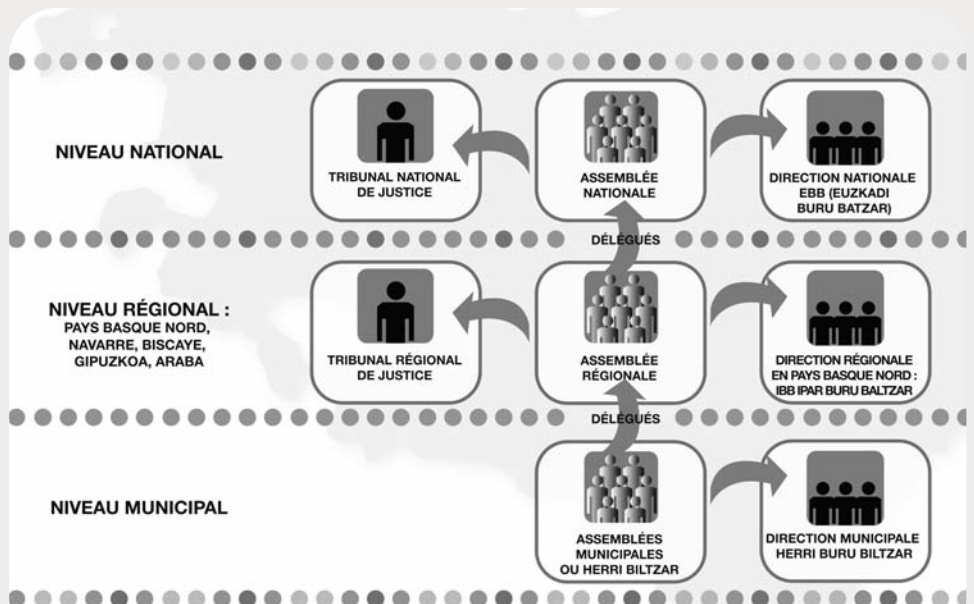 NIVEAU NATIONAL
TRIBUNAL NATIONAL
DE JUSTICE
ASSEMBLÉE
NATIONALE
DIRECTION NATIONALE
EBB (EUZKADI
BURU BATZAR)
DÉLÉGUÉS
NIVEAU RÉGIONAL :
PAYS BASQUE NORD,
NAVARRE, BISCAYE,
GIPUZKOA, ARABA
TRIBUNAL RÉGIONAL
DE JUSTICE
ASSEMBLÉE
RÉGIONALE
DIRECTION RÉGIONALE
EN PAYS BASQUE NORD :
IBB IPAR BURU BALTZAR
DÉLÉGUÉS
NIVEAU MUNICIPAL
ASSEMBLÉES
MUNICIPALES
OU HERRI BILTZAR
DIRECTION MUNICIPALE
HERRI BURU BILTZAR